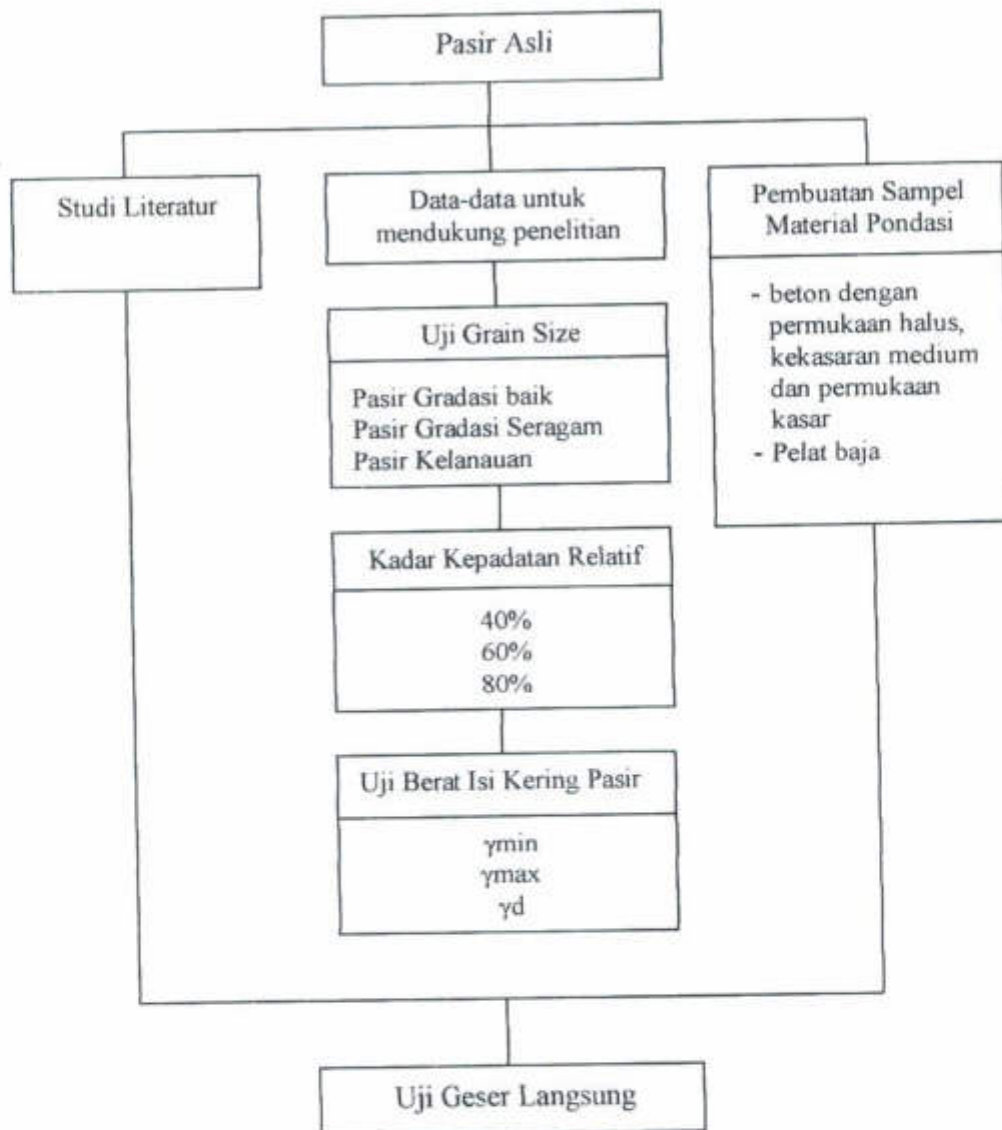 Pasir Asli
Studi Literatur
Data-data untuk
mendukung penelitian
Uji Grain Size
Pasir Gradasi baik
Pasir Gradasi Seragam
Pasir Kelanauan
Kadar Kepadatan Relatif
40%
60%
80%
Uji Berat Isi Kering Pasir
γmin
γmax
γd
Pembuatan Sampel
Material Pondasi
- beton dengan
permukaan halus,
kekasaran medium
dan permukaan
kasar
- Pelat baja
Uji Geser Langsung